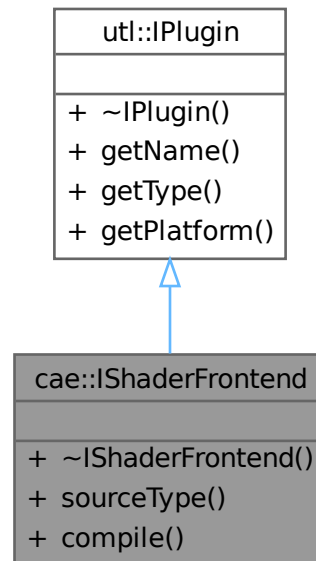 utl::IPlugin
+ ~IPlugin()
+ getName()
+ getType()
+ getPlatform()
cae::IShaderFrontend
+ ~IShaderFrontend()
+ sourceType()
+ compile()